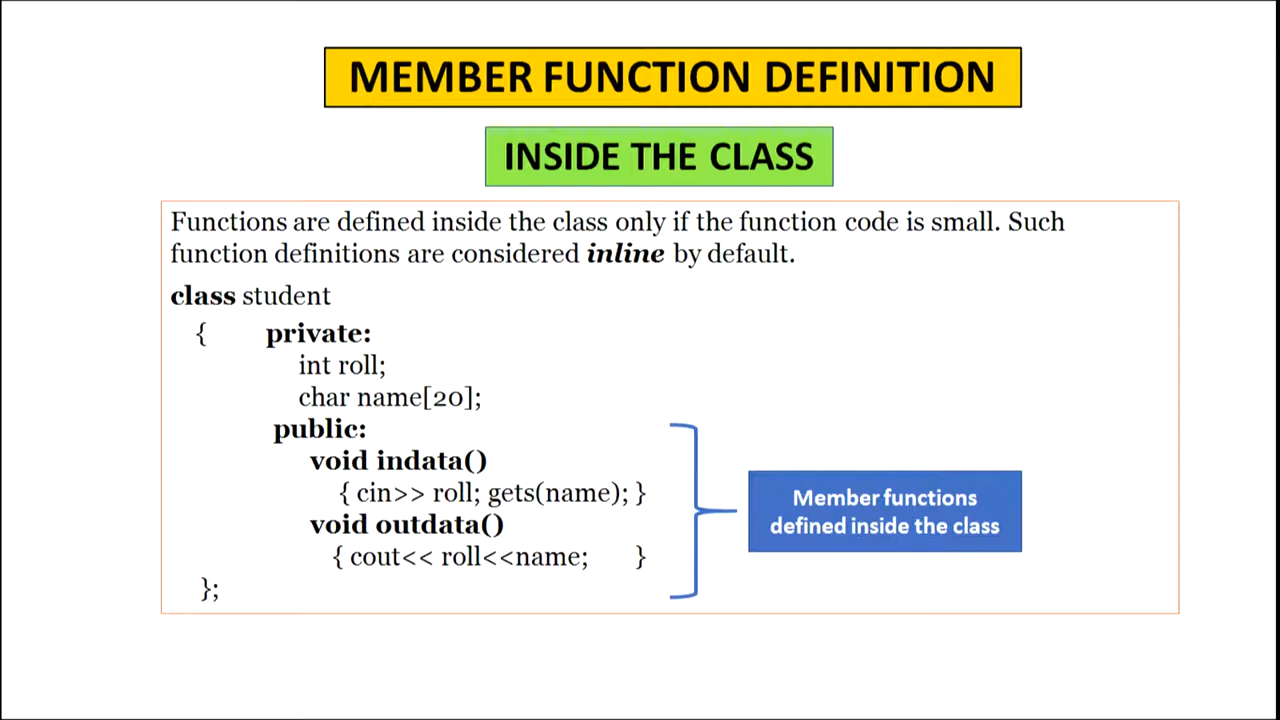 MEMBER FUNCTION DEFINITION
INSIDE THE CLASS
Functions are defined inside the class only if the function code is small. Such
function definitions are considered inline by default.
class student
{ private:
int roll;
char name[20];
public:
void indata()
{ cin>> roll; gets(name); }
void outdata()
{ cout<< roll<<name; }
};
Member functions
defined inside the class